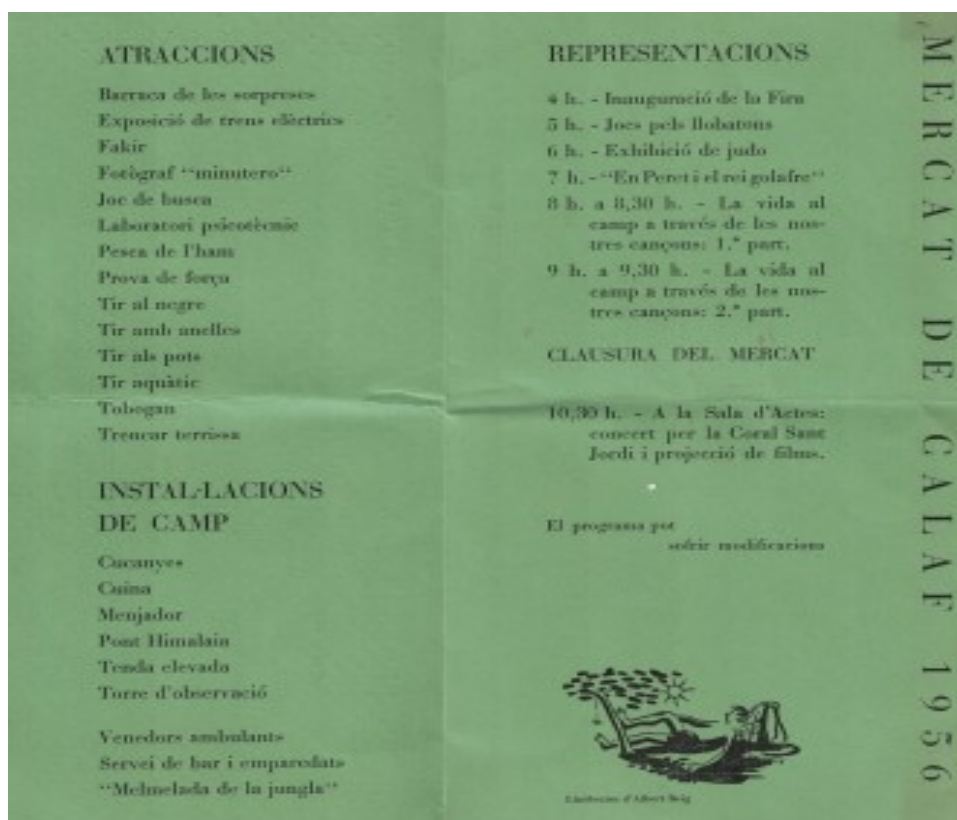 ATRACCIONS
Barraca de les sorpreses
Exposició de trens elèctrics
Fakir
Fotògraf “minutero”
Joc de busca
Laboratori psicotècnic
Pesca de l'ham
Prova de força
Tir al negre
Tir amb anelles
Tir als pots
Tir aquàtic
Tobogan
Trencar terrissa
INSTAL·LACIONS
DE CAMP
Cucanyes
Cuina
Menjador
Pont Himalain
Tenda elevada
Torre d'observació
Venedors ambulants
Servei de bar i emparedats
“Melmelada de la jungla”
REPRESENTACIONS
4 h. - Inauguració de la Fira
5 h. - Jocs pels llobatons
6 h. - Exhibició de judo
7 h. - “En Peret i el rei golafre”
8 h. a 8,30 h. - La vida al
camp a través de les nos-
tres cançons: 1.ª part.
9 h. a 9,30 h. - La vida al
camp a través de les nos-
tres cançons: 2.ª part.
CLAUSURA DEL MERCAT
10,30 h. - A la Sala d'Actes:
concert per la Coral Sant
Jordi i projecció de films.
El programa pot
sofrir modificacions
d'Albert Boig
MERCAT DE CALAF 1956